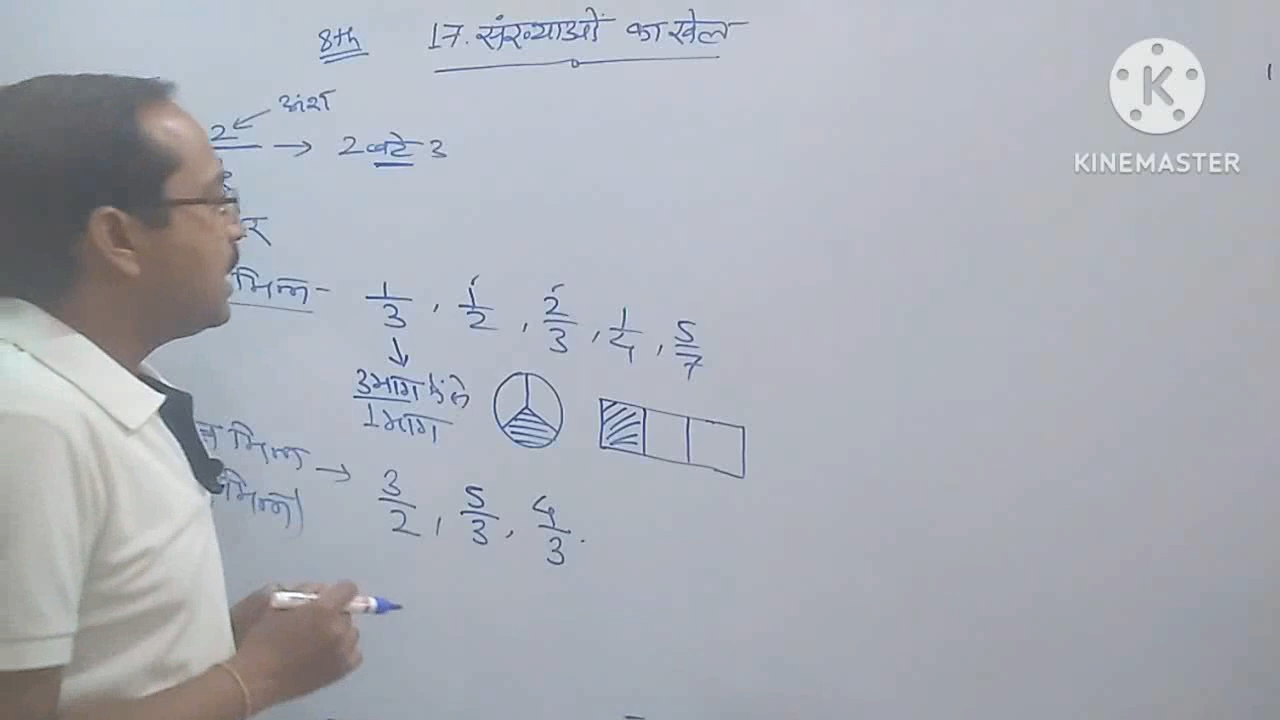 8th 17. संख्याओं का खेल
अंश
2 → 2 बटे 3
3
र
भिन्न - 1/3, 1/2, 2/3, 1/4, 5/7
3 भाग में से
1 भाग
भिन्न → 3/2, 5/3, 4/3.
भिन्न)
KINEMASTER